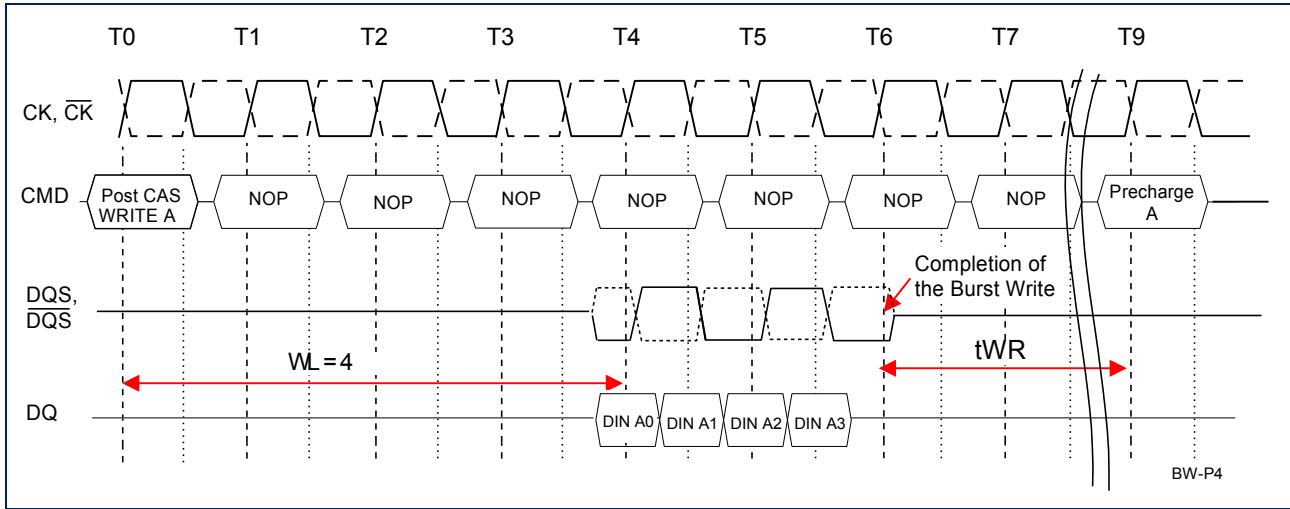 T0 T1 T2 T3 T4 T5 T6 T7 T9
CK, CK
CMD
Post CAS
WRITE A
NOP NOP NOP NOP NOP NOP NOP
Precharge
A
DQS,
DQS
Completion of
the Burst Write
WL = 4
tWR
DQ
DIN A0 DIN A1 DIN A2 DIN A3
BW-P4